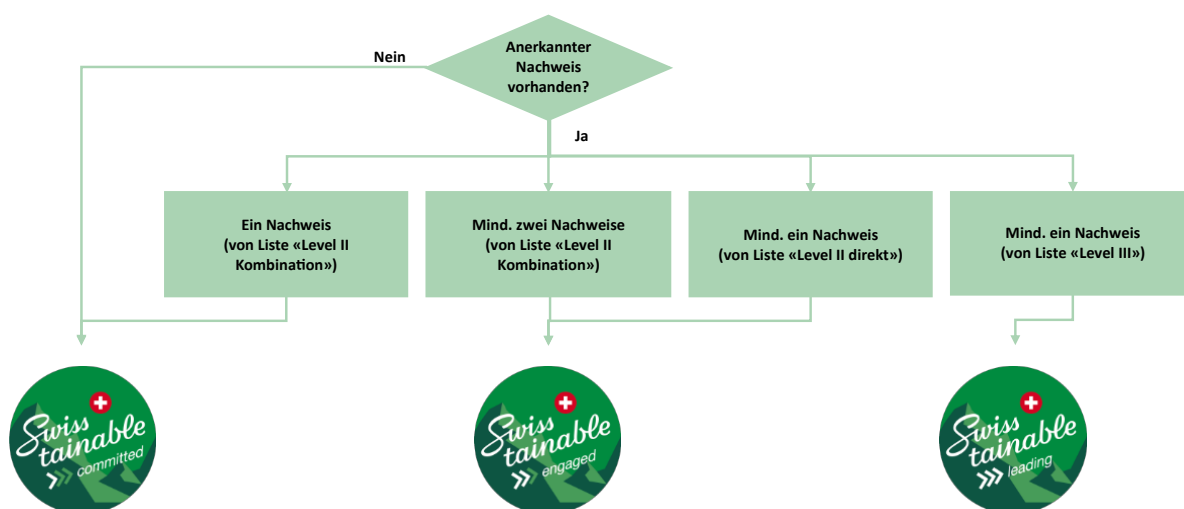 Anerkannter
Nachweis
vorhanden?
Nein
Ja
Ein Nachweis
(von Liste «Level II
Kombination»)
Mind. zwei Nachweise
(von Liste «Level II
Kombination»)
Mind. ein Nachweis
(von Liste «Level II direkt»)
Mind. ein Nachweis
(von Liste «Level III»)
Swiss
tainable
committed
Swiss
tainable
engaged
Swiss
tainable
leading